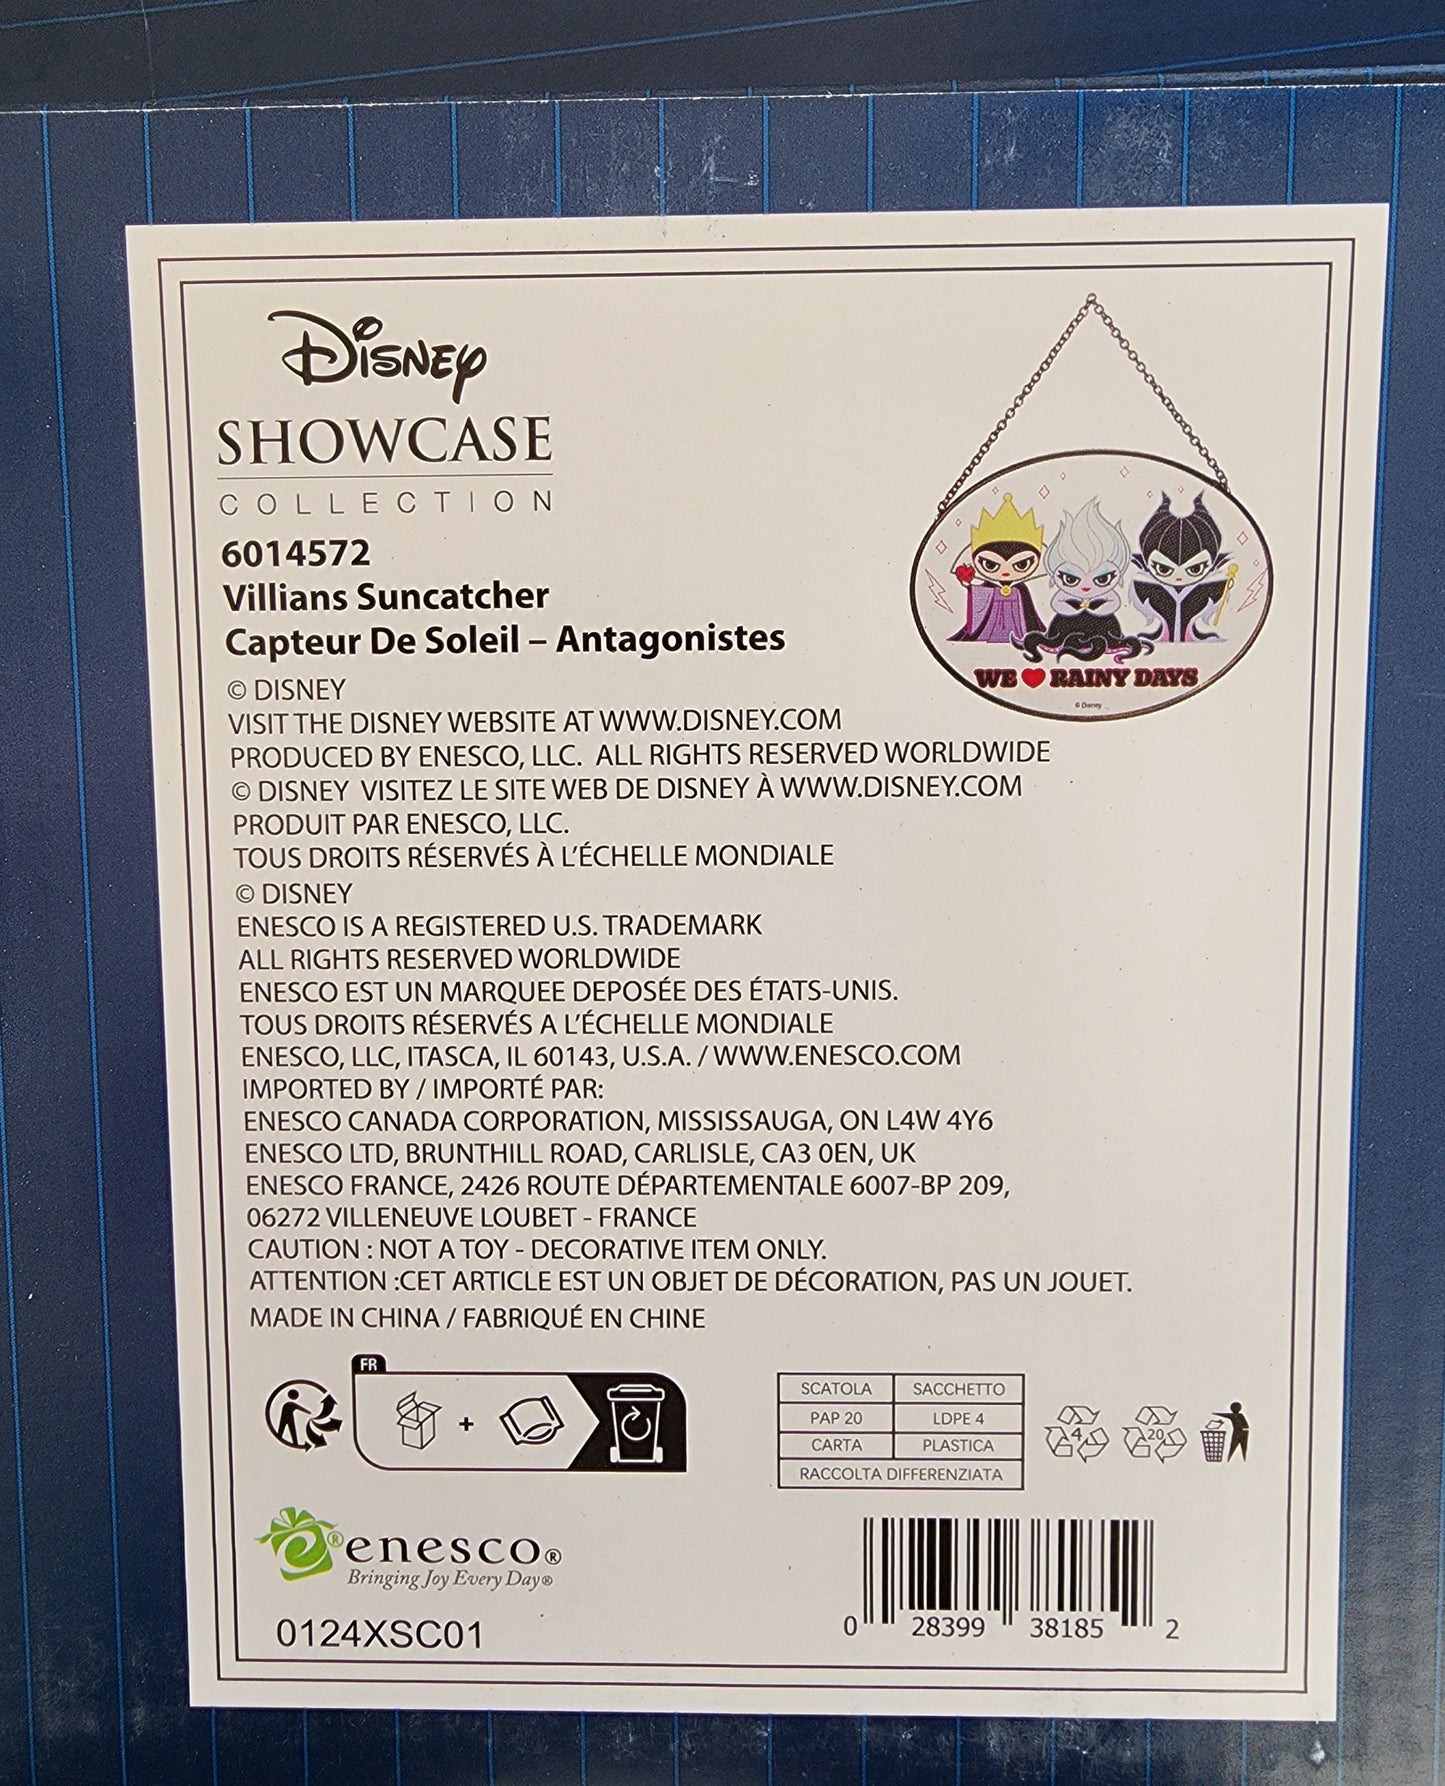 Disney
SHOWCASE
COLLECTION
6014572
Villians Suncatcher
Capteur De Soleil – Antagonistes
WE ❤ RAINY DAYS
© Disney
© DISNEY
VISIT THE DISNEY WEBSITE AT WWW.DISNEY.COM
PRODUCED BY ENESCO, LLC. ALL RIGHTS RESERVED WORLDWIDE
© DISNEY VISITEZ LE SITE WEB DE DISNEY À WWW.DISNEY.COM
PRODUIT PAR ENESCO, LLC.
TOUS DROITS RÉSERVÉS À L'ÉCHELLE MONDIALE
© DISNEY
ENESCO IS A REGISTERED U.S. TRADEMARK
ALL RIGHTS RESERVED WORLDWIDE
ENESCO EST UN MARQUEE DEPOSÉE DES ÉTATS-UNIS.
TOUS DROITS RÉSERVÉS A L'ÉCHELLE MONDIALE
ENESCO, LLC, ITASCA, IL 60143, U.S.A. / WWW.ENESCO.COM
IMPORTED BY / IMPORTÉ PAR:
ENESCO CANADA CORPORATION, MISSISSAUGA, ON L4W 4Y6
ENESCO LTD, BRUNTHILL ROAD, CARLISLE, CA3 0EN, UK
ENESCO FRANCE, 2426 ROUTE DÉPARTEMENTALE 6007-BP 209,
06272 VILLENEUVE LOUBET - FRANCE
CAUTION : NOT A TOY - DECORATIVE ITEM ONLY.
ATTENTION :CET ARTICLE EST UN OBJET DE DÉCORATION, PAS UN JOUET.
MADE IN CHINA / FABRIQUÉ EN CHINE
FR
+
SCATOLA SACCHETTO
PAP 20 LDPE 4
CARTA PLASTICA
RACCOLTA DIFFERENZIATA
4 20
e® enesco®
Bringing Joy Every Day®
0124XSC01
0 28399 38185 2